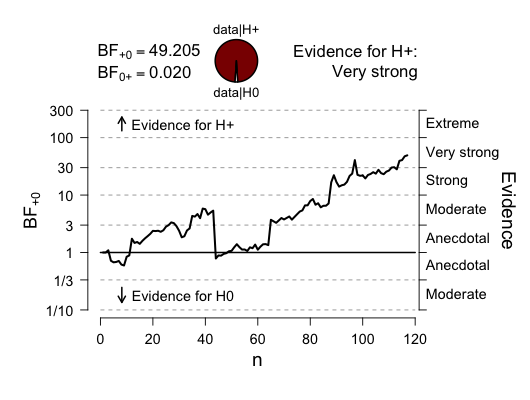 data|H+
BF+0 = 49.205
BF0+ = 0.020
data|H0
Evidence for H+:
Very strong
300
100
30
10
3
1
1/3
1/10
BF+0
↑ Evidence for H+
↓ Evidence for H0
Extreme
Very strong
Strong
Moderate
Anecdotal
Anecdotal
Moderate
Evidence
0 20 40 60 80 100 120
n